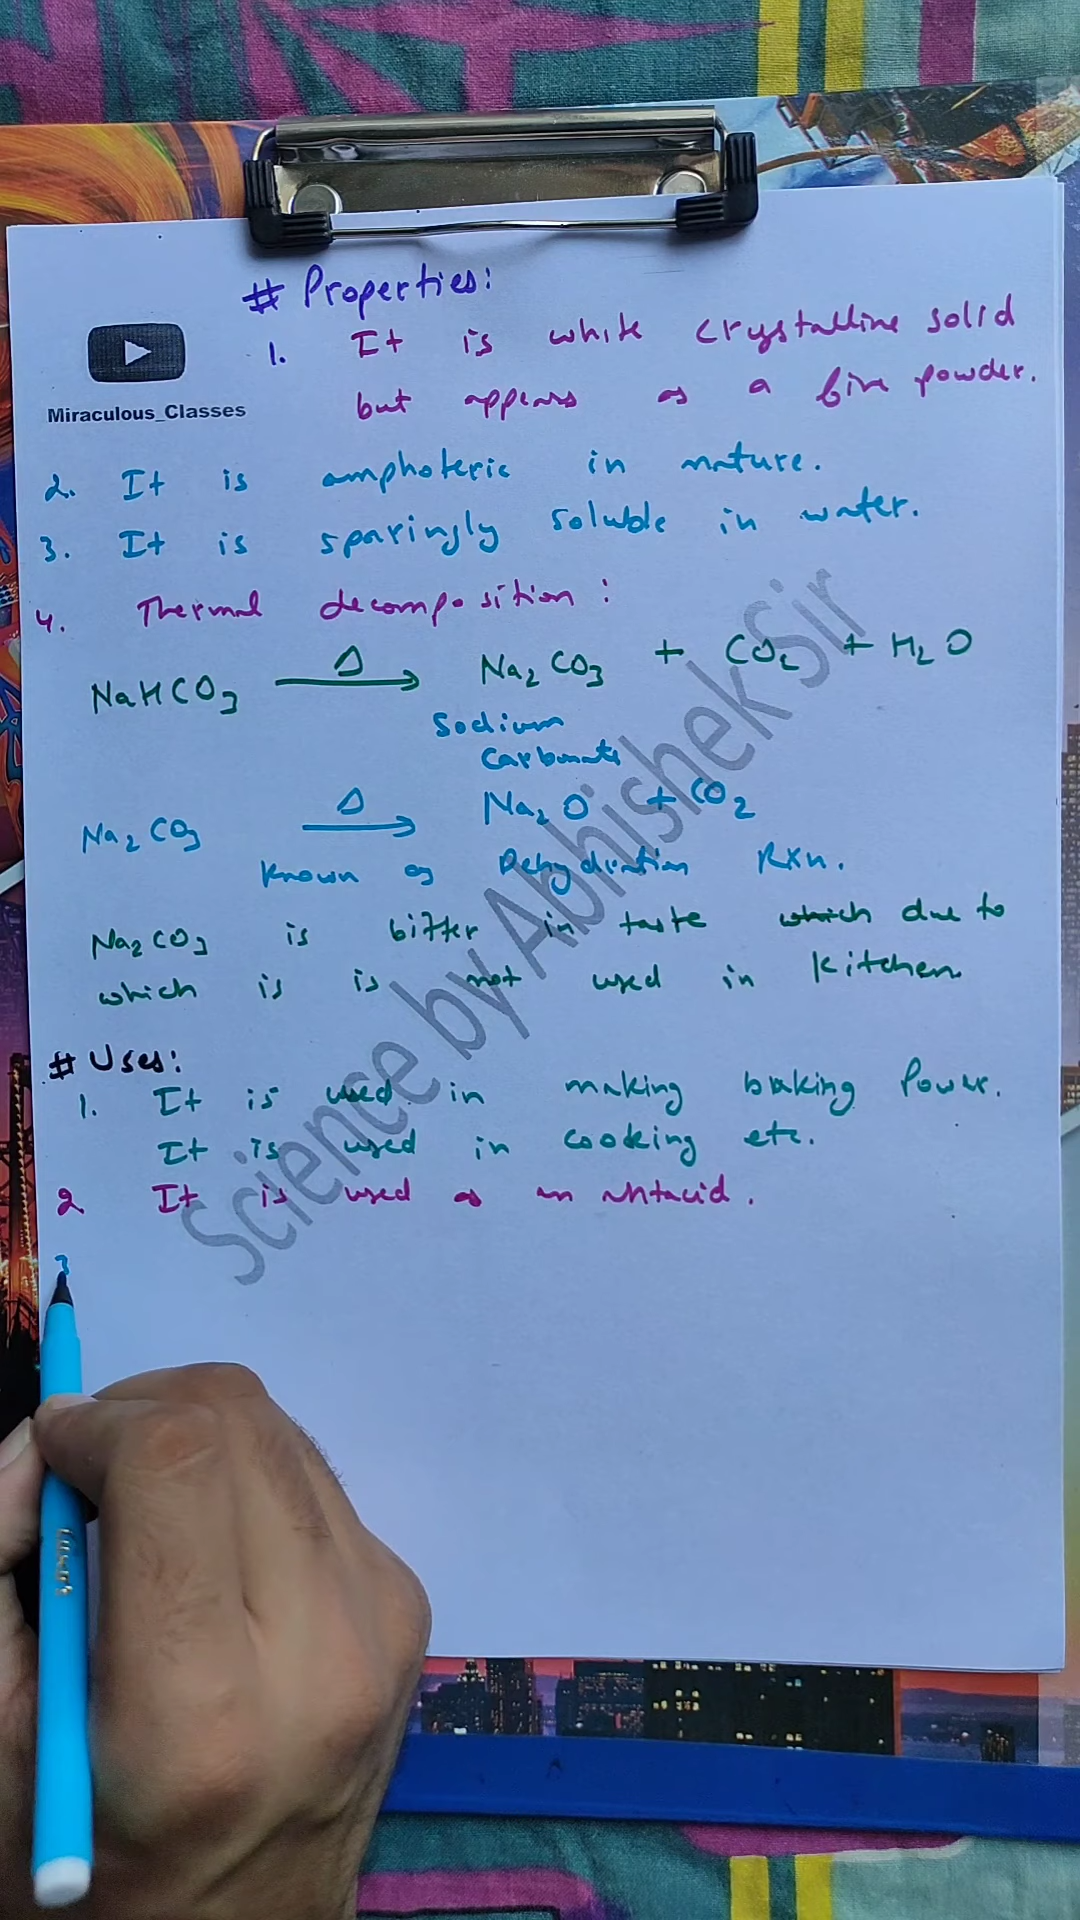 # Properties:
1. It is white crystalline solid
but appears as a fine powder.
Miraculous_Classes
2. It is amphoteric in nature.
3. It is sparingly soluble in water.
4. Thermal decomposition :
NaHCO3 Δ → Na2CO3 + CO2 + H2O
Sodium
Carbonate
Na2CO3 Δ → Na2O + CO2
Known as Dehydration Rxn.
Na2CO3 is bitter in taste which due to
which is is not used in Kitchen.
# Uses:
1. It is used in making baking Power.
It is used in cooking etc.
2 It is used as an Antacid.
3
Science by Abhishek Sir